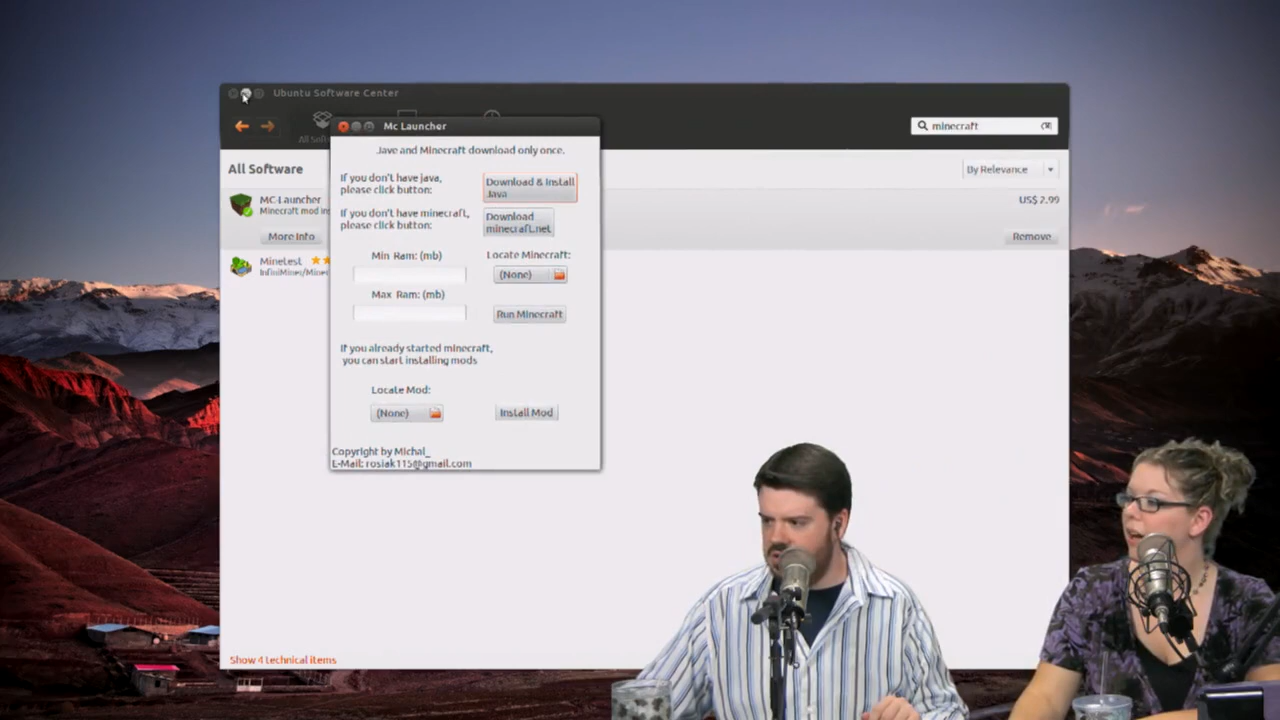 Ubuntu Software Center
minecraft
Mc Launcher
All Software
By Relevance
Jave and Minecraft download only once.
If you don't have java,
please click button:
Download & Install
Java
MC-Launcher
Minecraft mod
US$ 2.99
If you don't have minecraft,
please click button:
Download
minecraft.net
More Info
Remove
Minetest
InfiniMines/
Min Ram: (mb)
Locate Minecraft:
(None)
Max Ram: (mb)
Run Minecraft
If you already started minecraft,
you can start installing mods
Locate Mod:
(None)
Install Mod
Copyright by Michal_
E-Mail: rosiak115@gmail.com
Show 4 technical items